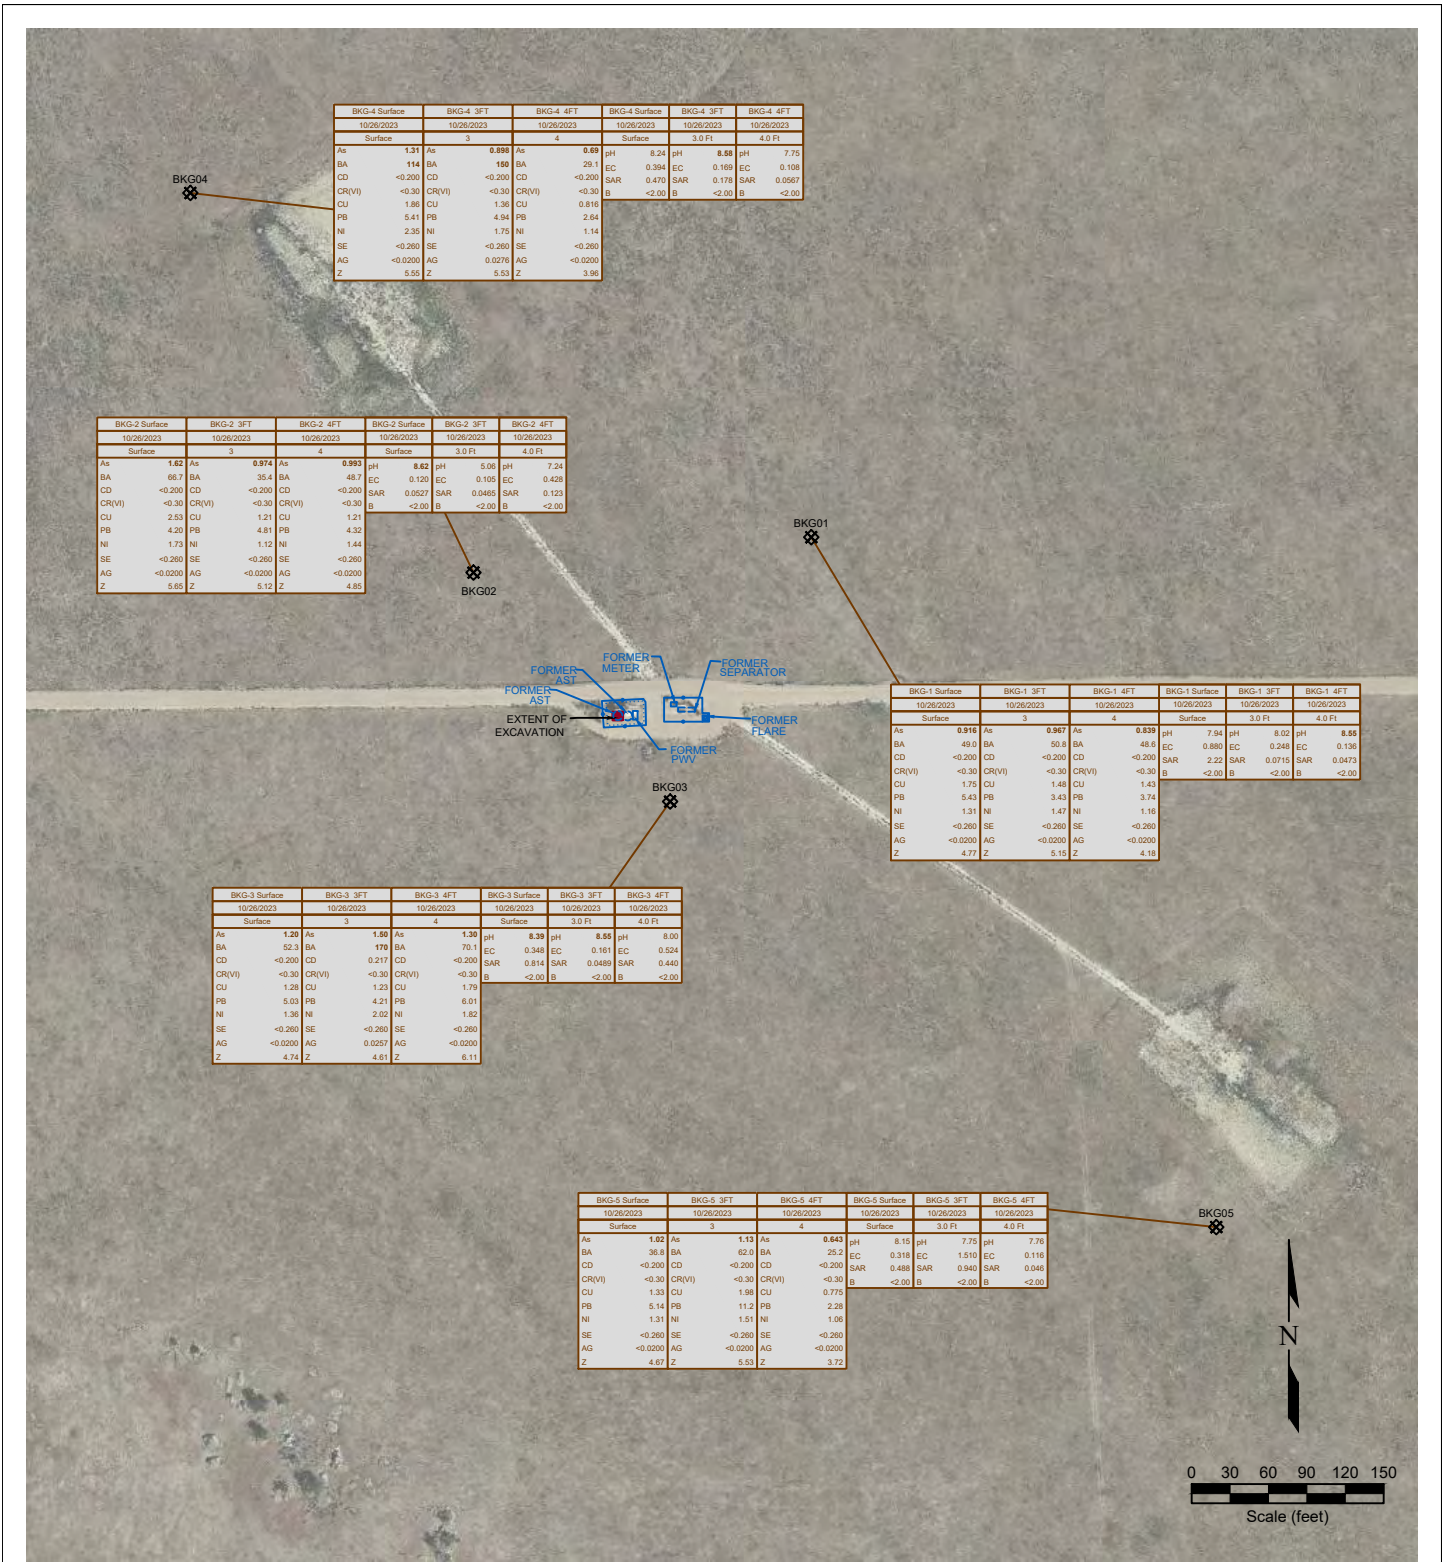 BKG-4 Surface BKG-4 3FT BKG-4 4FT BKG-4 Surface BKG-4 3FT BKG-4 4FT
10/26/2023 10/26/2023 10/26/2023 10/26/2023 10/26/2023 10/26/2023
Surface 3 4 Surface 3.0 Ft 4.0 Ft
As 1.31 As 0.898 As 0.69 pH 8.24 pH 8.58 pH 7.75
BA 114 BA 150 BA 29.1 EC 0.394 EC 0.169 EC 0.108
CD <0.200 CD <0.200 CD <0.200 SAR 0.470 SAR 0.178 SAR 0.0567
CR(VI) <0.30 CR(VI) <0.30 CR(VI) <0.30 B <2.00 B <2.00 B <2.00
CU 1.86 CU 1.36 CU 0.816
PB 5.41 PB 4.94 PB 2.64
NI 2.35 NI 1.75 NI 1.14
SE <0.260 SE <0.260 SE <0.260
AG <0.0200 AG 0.0276 AG <0.0200
Z 5.55 Z 5.53 Z 3.96
BKG04
BKG-2 Surface BKG-2 3FT BKG-2 4FT BKG-2 Surface BKG-2 3FT BKG-2 4FT
10/26/2023 10/26/2023 10/26/2023 10/26/2023 10/26/2023 10/26/2023
Surface 3 4 Surface 3.0 Ft 4.0 Ft
As 1.62 As 0.974 As 0.993 pH 8.62 pH 5.06 pH 7.24
BA 66.7 BA 35.4 BA 48.7 EC 0.120 EC 0.105 EC 0.428
CD <0.200 CD <0.200 CD <0.200 SAR 0.0527 SAR 0.0465 SAR 0.123
CR(VI) <0.30 CR(VI) <0.30 CR(VI) <0.30 B <2.00 B <2.00 B <2.00
CU 2.53 CU 1.21 CU 1.21
PB 4.20 PB 4.81 PB 4.32
NI 1.73 NI 1.12 NI 1.44
SE <0.260 SE <0.260 SE <0.260
AG <0.0200 AG <0.0200 AG <0.0200
Z 5.65 Z 5.12 Z 4.85
BKG02
BKG01
FORMER METER
FORMER SEPARATOR
FORMER AST
FORMER AST
EXTENT OF EXCAVATION
FORMER FLARE
FORMER PWV
BKG-1 Surface BKG-1 3FT BKG-1 4FT BKG-1 Surface BKG-1 3FT BKG-1 4FT
10/26/2023 10/26/2023 10/26/2023 10/26/2023 10/26/2023 10/26/2023
Surface 3 4 Surface 3.0 Ft 4.0 Ft
As 0.916 As 0.967 As 0.839 pH 7.94 pH 8.02 pH 8.55
BA 49.0 BA 50.8 BA 48.6 EC 0.880 EC 0.248 EC 0.136
CD <0.200 CD <0.200 CD <0.200 SAR 2.22 SAR 0.0715 SAR 0.0473
CR(VI) <0.30 CR(VI) <0.30 CR(VI) <0.30 B <2.00 B <2.00 B <2.00
CU 1.75 CU 1.48 CU 1.43
PB 5.43 PB 3.43 PB 3.74
NI 1.31 NI 1.47 NI 1.16
SE <0.260 SE <0.260 SE <0.260
AG <0.0200 AG <0.0200 AG <0.0200
Z 4.77 Z 5.15 Z 4.18
BKG03
BKG-3 Surface BKG-3 3FT BKG-3 4FT BKG-3 Surface BKG-3 3FT BKG-3 4FT
10/26/2023 10/26/2023 10/26/2023 10/26/2023 10/26/2023 10/26/2023
Surface 3 4 Surface 3.0 Ft 4.0 Ft
As 1.20 As 1.50 As 1.30 pH 8.39 pH 8.55 pH 8.00
BA 52.3 BA 170 BA 70.1 EC 0.348 EC 0.161 EC 0.524
CD <0.200 CD 0.217 CD <0.200 SAR 0.814 SAR 0.0489 SAR 0.440
CR(VI) <0.30 CR(VI) <0.30 CR(VI) <0.30 B <2.00 B <2.00 B <2.00
CU 1.28 CU 1.23 CU 1.79
PB 5.03 PB 4.21 PB 6.01
NI 1.36 NI 2.02 NI 1.82
SE <0.260 SE <0.260 SE <0.260
AG <0.0200 AG 0.0257 AG <0.0200
Z 4.74 Z 4.61 Z 6.11
BKG-5 Surface BKG-5 3FT BKG-5 4FT BKG-5 Surface BKG-5 3FT BKG-5 4FT
10/26/2023 10/26/2023 10/26/2023 10/26/2023 10/26/2023 10/26/2023
Surface 3 4 Surface 3.0 Ft 4.0 Ft
As 1.02 As 1.13 As 0.643 pH 8.15 pH 7.75 pH 7.76
BA 36.8 BA 62.0 BA 25.2 EC 0.318 EC 1.510 EC 0.116
CD <0.200 CD <0.200 CD <0.200 SAR 0.488 SAR 0.940 SAR 0.046
CR(VI) <0.30 CR(VI) <0.30 CR(VI) <0.30 B <2.00 B <2.00 B <2.00
CU 1.33 CU 1.98 CU 0.775
PB 5.14 PB 11.2 PB 2.28
NI 1.31 NI 1.51 NI 1.06
SE <0.260 SE <0.260 SE <0.260
AG <0.0200 AG <0.0200 AG <0.0200
Z 4.67 Z 5.53 Z 3.72
BKG05
N
0 30 60 90 120 150
Scale (feet)